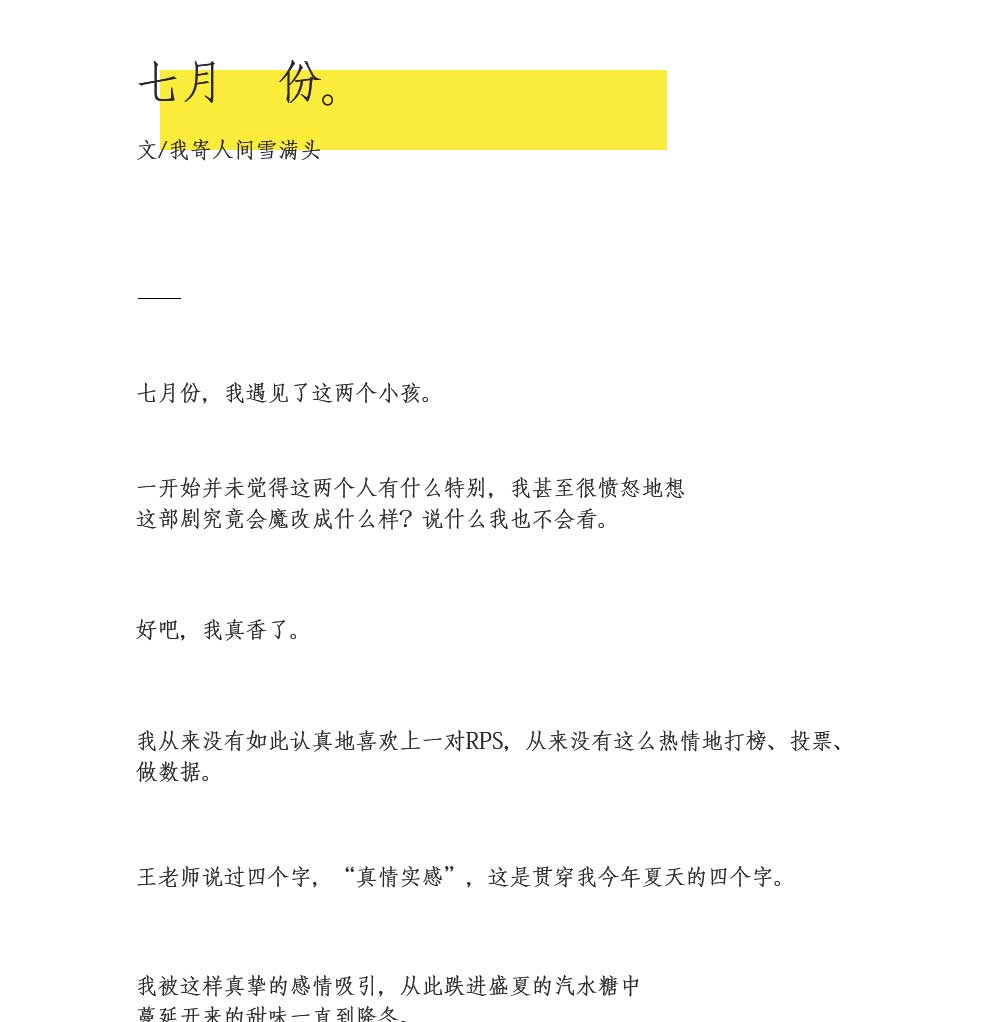 七月 份。
文/我寄人间雪满头
——
七月份，我遇见了这两个小孩。
一开始并未觉得这两个人有什么特别，我甚至很愤怒地想
这部剧究竟会魔改成什么样？说什么我也不会看。
好吧，我真香了。
我从来没有如此认真地喜欢上一对RPS，从来没有这么热情地打榜、投票、
做数据。
王老师说过四个字，“真情实感”，这是贯穿我今年夏天的四个字。
我被这样真挚的感情吸引，从此跌进盛夏的汽水糖中
蔓延开来的甜味一直到隆冬。